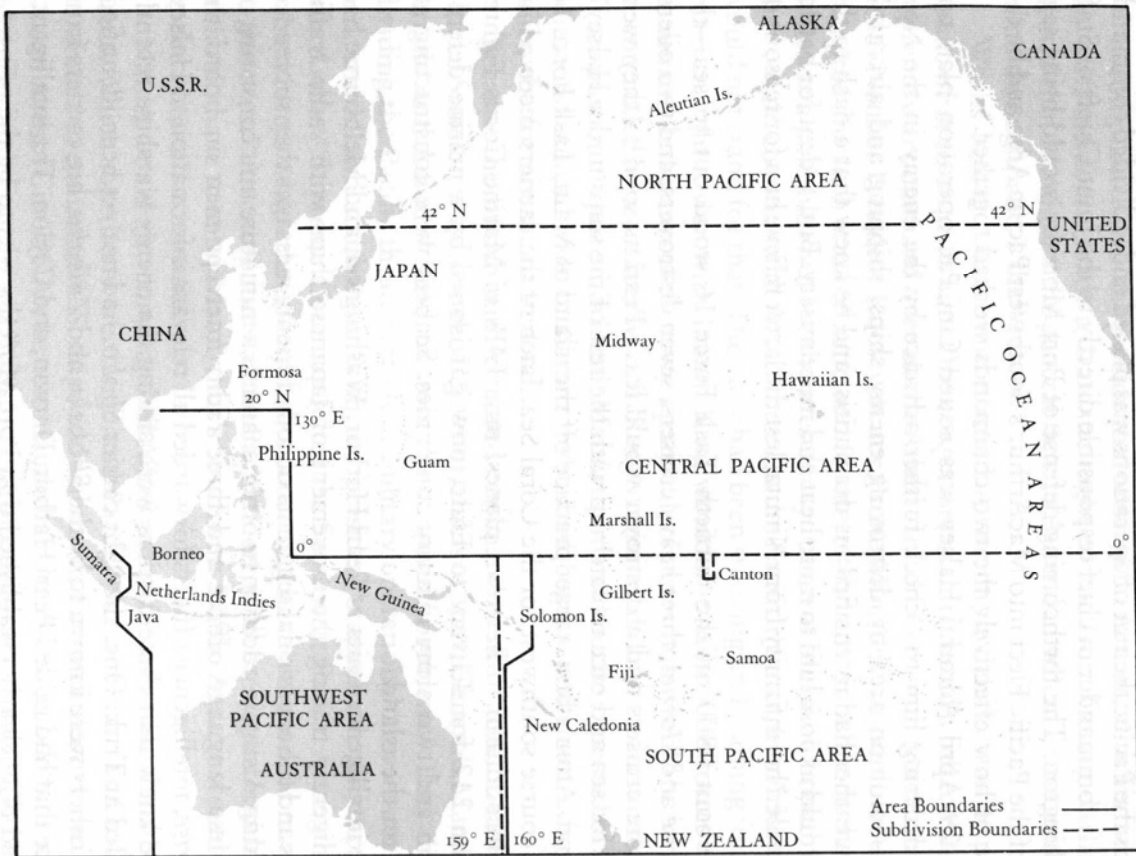 ALASKA
CANADA
U.S.S.R.
Aleutian Is.
NORTH PACIFIC AREA
42° N
42° N
UNITED
STATES
PACIFIC OCEAN AREAS
JAPAN
CHINA
Midway
Formosa
Hawaiian Is.
20° N
130° E
Philippine Is.
Guam
CENTRAL PACIFIC AREA
Marshall Is.
0°
0°
Borneo
Sumatra
Canton
Netherlands Indies
New Guinea
Gilbert Is.
Java
Solomon Is.
Samoa
Fiji
SOUTHWEST
PACIFIC AREA
New Caledonia
SOUTH PACIFIC AREA
AUSTRALIA
Area Boundaries
Subdivision Boundaries
159° E
160° E
NEW ZEALAND